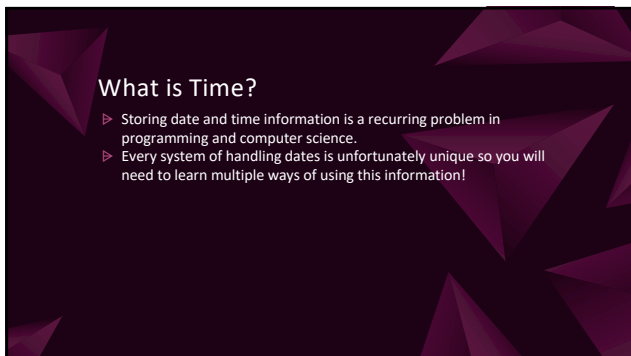 What is Time?
Storing date and time information is a recurring problem in
programming and computer science.
Every system of handling dates is unfortunately unique so you will
need to learn multiple ways of using this information!